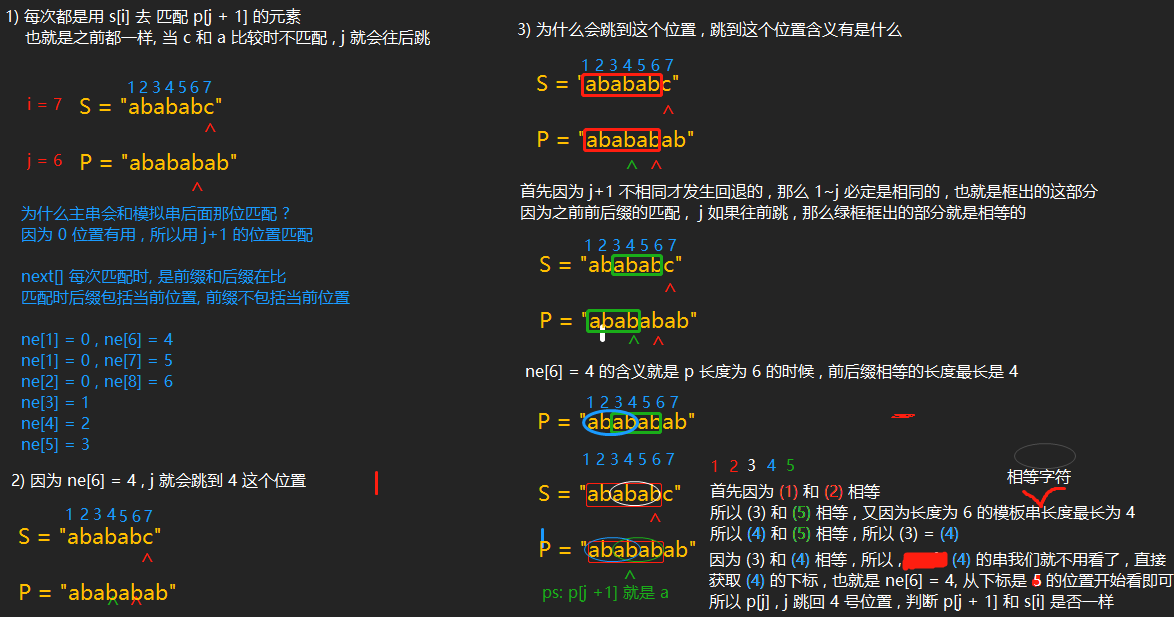 1) 每次都是用 s[i] 去 匹配 p[j + 1] 的元素
也就是之前都一样, 当 c 和 a 比较时不匹配 , j 就会往后跳
1 2 3 4 5 6 7
i = 7 S = "abababc"
^
j = 6 P = "abababab"
^
为什么主串会和模拟串后面那位匹配 ?
因为 0 位置有用 , 所以用 j+1 的位置匹配
next[] 每次匹配时, 是前缀和后缀在比
匹配时后缀包括当前位置, 前缀不包括当前位置
ne[1] = 0 , ne[6] = 4
ne[1] = 0 , ne[7] = 5
ne[2] = 0 , ne[8] = 6
ne[3] = 1
ne[4] = 2
ne[5] = 3
2) 因为 ne[6] = 4 , j 就会跳到 4 这个位置
1 2 3 4 5 6 7
S = "abababc"
^
P = "abababab"
^ ^
3) 为什么会跳到这个位置 , 跳到这个位置含义有是什么
1 2 3 4 5 6 7
S = "abababc"
^
P = "abababab"
^ ^
首先因为 j+1 不相同才发生回退的 , 那么 1~j 必定是相同的 , 也就是框出的这部分
因为之前前后缀的匹配 , j 如果往前跳 , 那么绿框框出的部分就是相等的
1 2 3 4 5 6 7
S = "abababc"
^
P = "abababab"
^ ^
ne[6] = 4 的含义就是 p 长度为 6 的时候 , 前后缀相等的长度最长是 4
1 2 3 4 5 6 7
P = "abababab"
1 2 3 4 5 6 7
S = "abababc"
^
P = "abababab"
^
ps: p[j +1] 就是 a
1 2 3 4 5
相等字符
首先因为 (1) 和 (2) 相等
所以 (3) 和 (5) 相等 , 又因为长度为 6 的模板串长度最长为 4
所以 (4) 和 (5) 相等 , 所以 (3) = (4)
因为 (3) 和 (4) 相等 , 所以 , (4) 的串我们就不用看了 , 直接
获取 (4) 的下标 , 也就是 ne[6] = 4, 从下标是 5 的位置开始看即可
所以 p[j] , j 跳回 4 号位置 , 判断 p[j + 1] 和 s[i] 是否一样